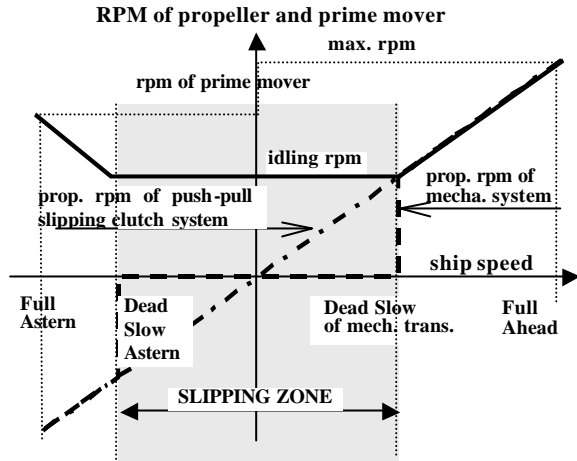 RPM of propeller and prime mover
max. rpm
rpm of prime mover
idling rpm
prop. rpm of push-pull
slipping clutch system
prop. rpm of
mecha. system
ship speed
Full
Astern
Dead
Slow
Astern
Dead Slow
of mech. trans.
Full
Ahead
SLIPPING ZONE